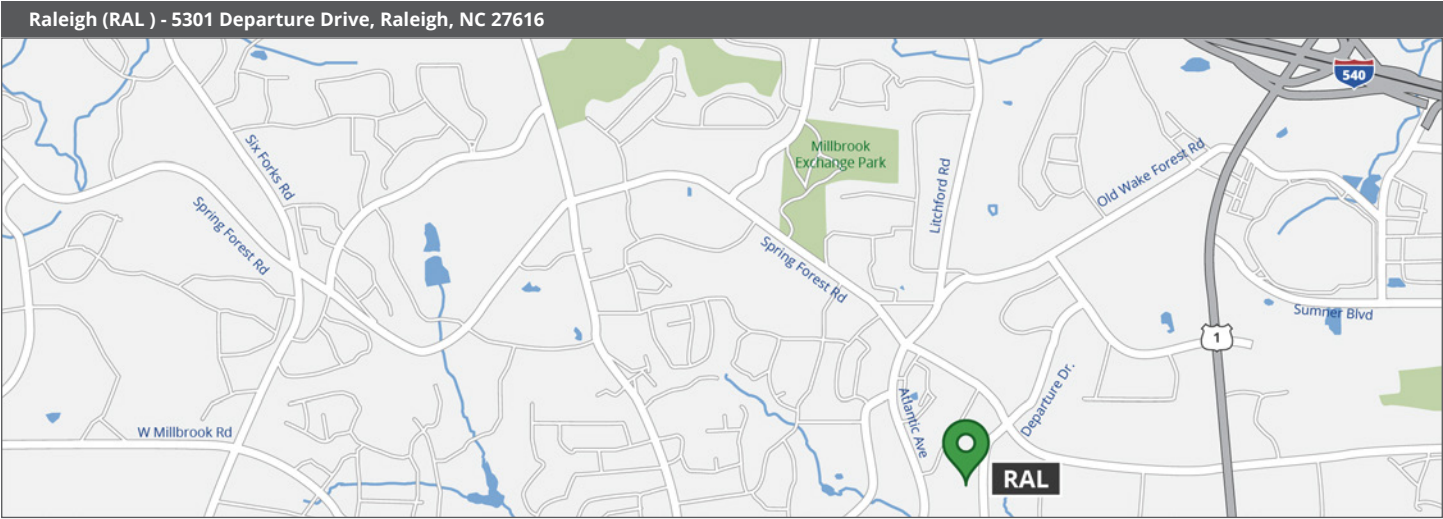 Raleigh (RAL ) - 5301 Departure Drive, Raleigh, NC 27616
540
Six Forks Rd
Millbrook
Exchange Park
Litchford Rd
Old Wake Forest Rd
Spring Forest Rd
Spring Forest Rd
Sumner Blvd
1
Departure Dr.
Atlantic Ave
W Millbrook Rd
RAL